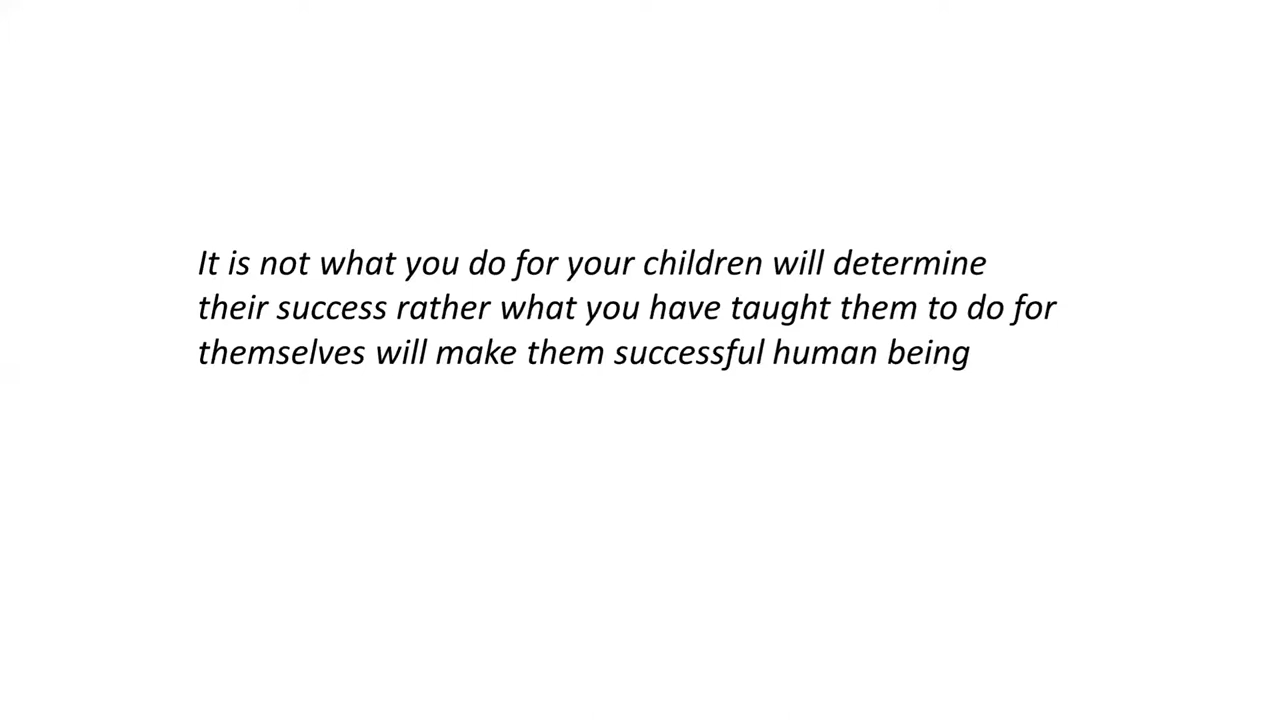 It is not what you do for your children will determine
their success rather what you have taught them to do for
themselves will make them successful human being